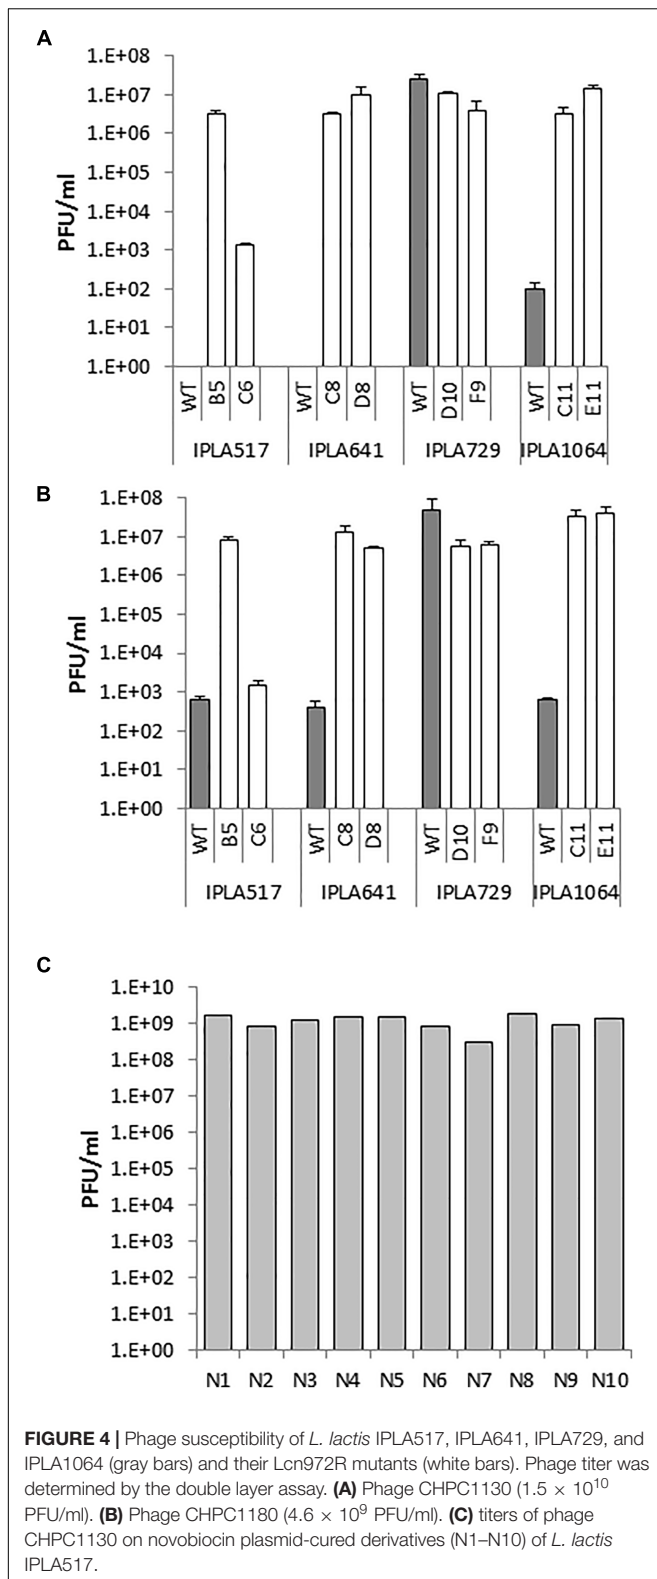 A
1.E+08
1.E+07
1.E+06
1.E+05
1.E+04
1.E+03
1.E+02
1.E+01
1.E+00
PFU/ml
WT B5 C6 WT C8 D8 WT D10 F9 WT C11 E11
IPLA517 IPLA641 IPLA729 IPLA1064
B
1.E+08
1.E+07
1.E+06
1.E+05
1.E+04
1.E+03
1.E+02
1.E+01
1.E+00
PFU/ml
WT B5 C6 WT C8 D8 WT D10 F9 WT C11 E11
IPLA517 IPLA641 IPLA729 IPLA1064
C
1.E+10
1.E+09
1.E+08
1.E+07
1.E+06
1.E+05
1.E+04
1.E+03
1.E+02
1.E+01
1.E+00
PFU/ml
N1 N2 N3 N4 N5 N6 N7 N8 N9 N10
FIGURE 4 | Phage susceptibility of L. lactis IPLA517, IPLA641, IPLA729, and
IPLA1064 (gray bars) and their Lcn972R mutants (white bars). Phage titer was
determined by the double layer assay. (A) Phage CHPC1130 (1.5 × 10¹⁰
PFU/ml). (B) Phage CHPC1180 (4.6 × 10⁹ PFU/ml). (C) titers of phage
CHPC1130 on novobiocin plasmid-cured derivatives (N1–N10) of L. lactis
IPLA517.